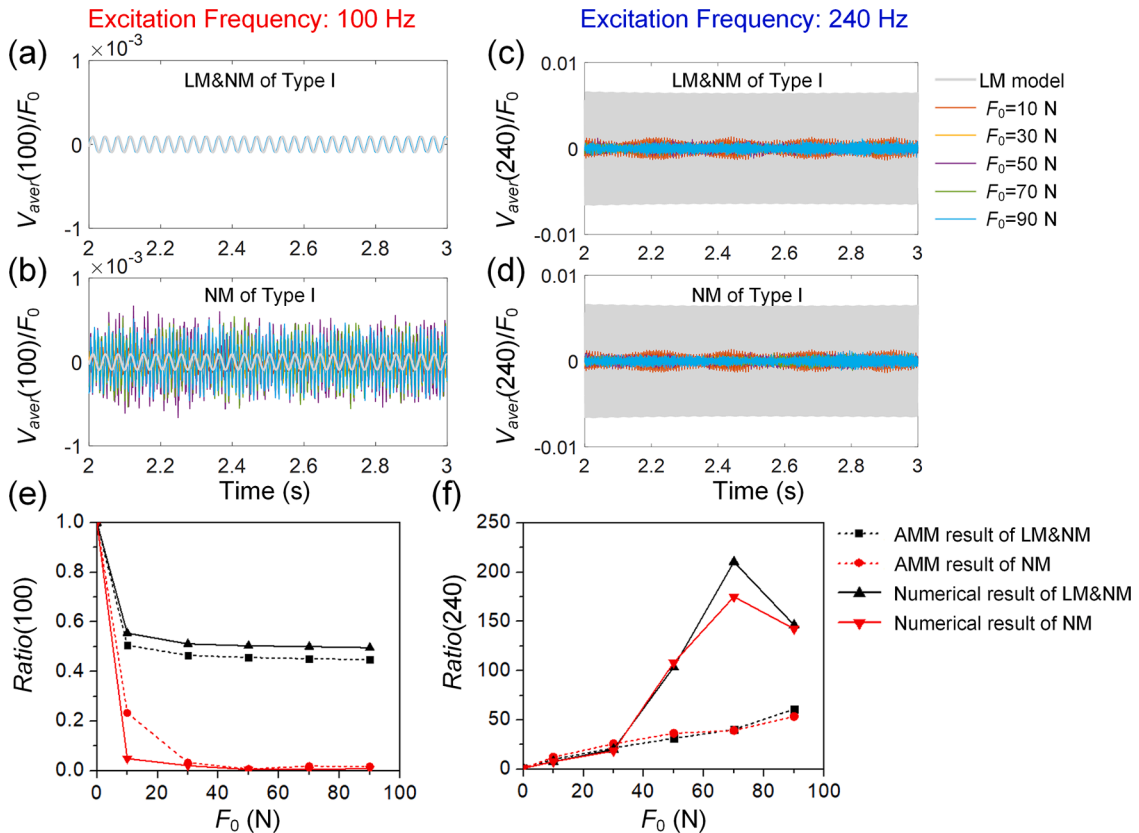 Excitation Frequency: 100 Hz
Excitation Frequency: 240 Hz
(a)
×10⁻³
1
0
-1
LM&NM of Type I
V_aver(100)/F₀
2 2.2 2.4 2.6 2.8 3
(b)
×10⁻³
1
0
-1
NM of Type I
V_aver(100)/F₀
2 2.2 2.4 2.6 2.8 3
Time (s)
(c)
0.01
0
-0.01
LM&NM of Type I
V_aver(240)/F₀
2 2.2 2.4 2.6 2.8 3
(d)
0.01
0
-0.01
NM of Type I
V_aver(240)/F₀
2 2.2 2.4 2.6 2.8 3
Time (s)
LM model
F₀=10 N
F₀=30 N
F₀=50 N
F₀=70 N
F₀=90 N
(e)
1.0
0.8
0.6
0.4
0.2
0.0
Ratio(100)
0 20 40 60 80 100
F₀ (N)
(f)
250
200
150
100
50
0
Ratio(240)
0 20 40 60 80 100
F₀ (N)
AMM result of LM&NM
AMM result of NM
Numerical result of LM&NM
Numerical result of NM